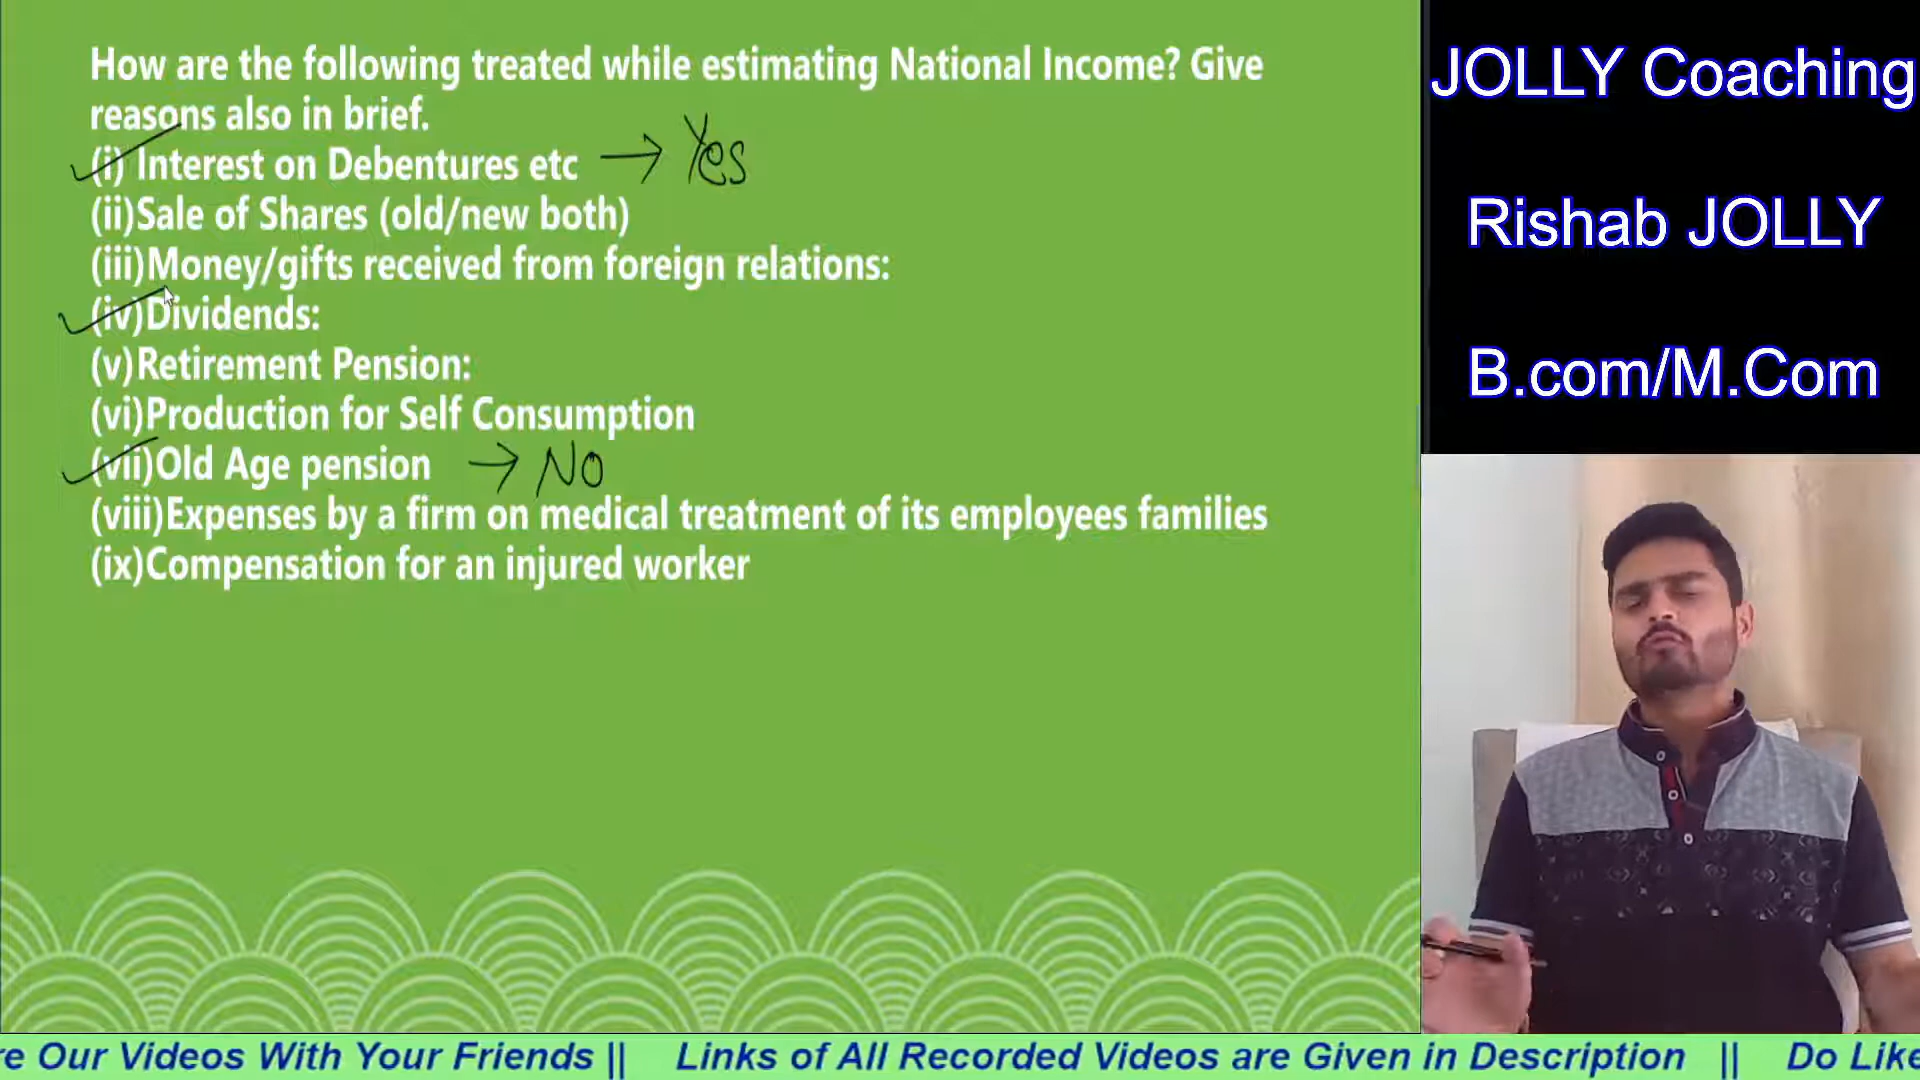 How are the following treated while estimating National Income? Give
reasons also in brief.
(i) Interest on Debentures etc → Yes
(ii)Sale of Shares (old/new both)
(iii)Money/gifts received from foreign relations:
(iv)Dividends:
(v)Retirement Pension:
(vi)Production for Self Consumption
(vii)Old Age pension → NO
(viii)Expenses by a firm on medical treatment of its employees families
(ix)Compensation for an injured worker
JOLLY Coaching
Rishab JOLLY
B.com/M.Com
re Our Videos With Your Friends || Links of All Recorded Videos are Given in Description || Do Like